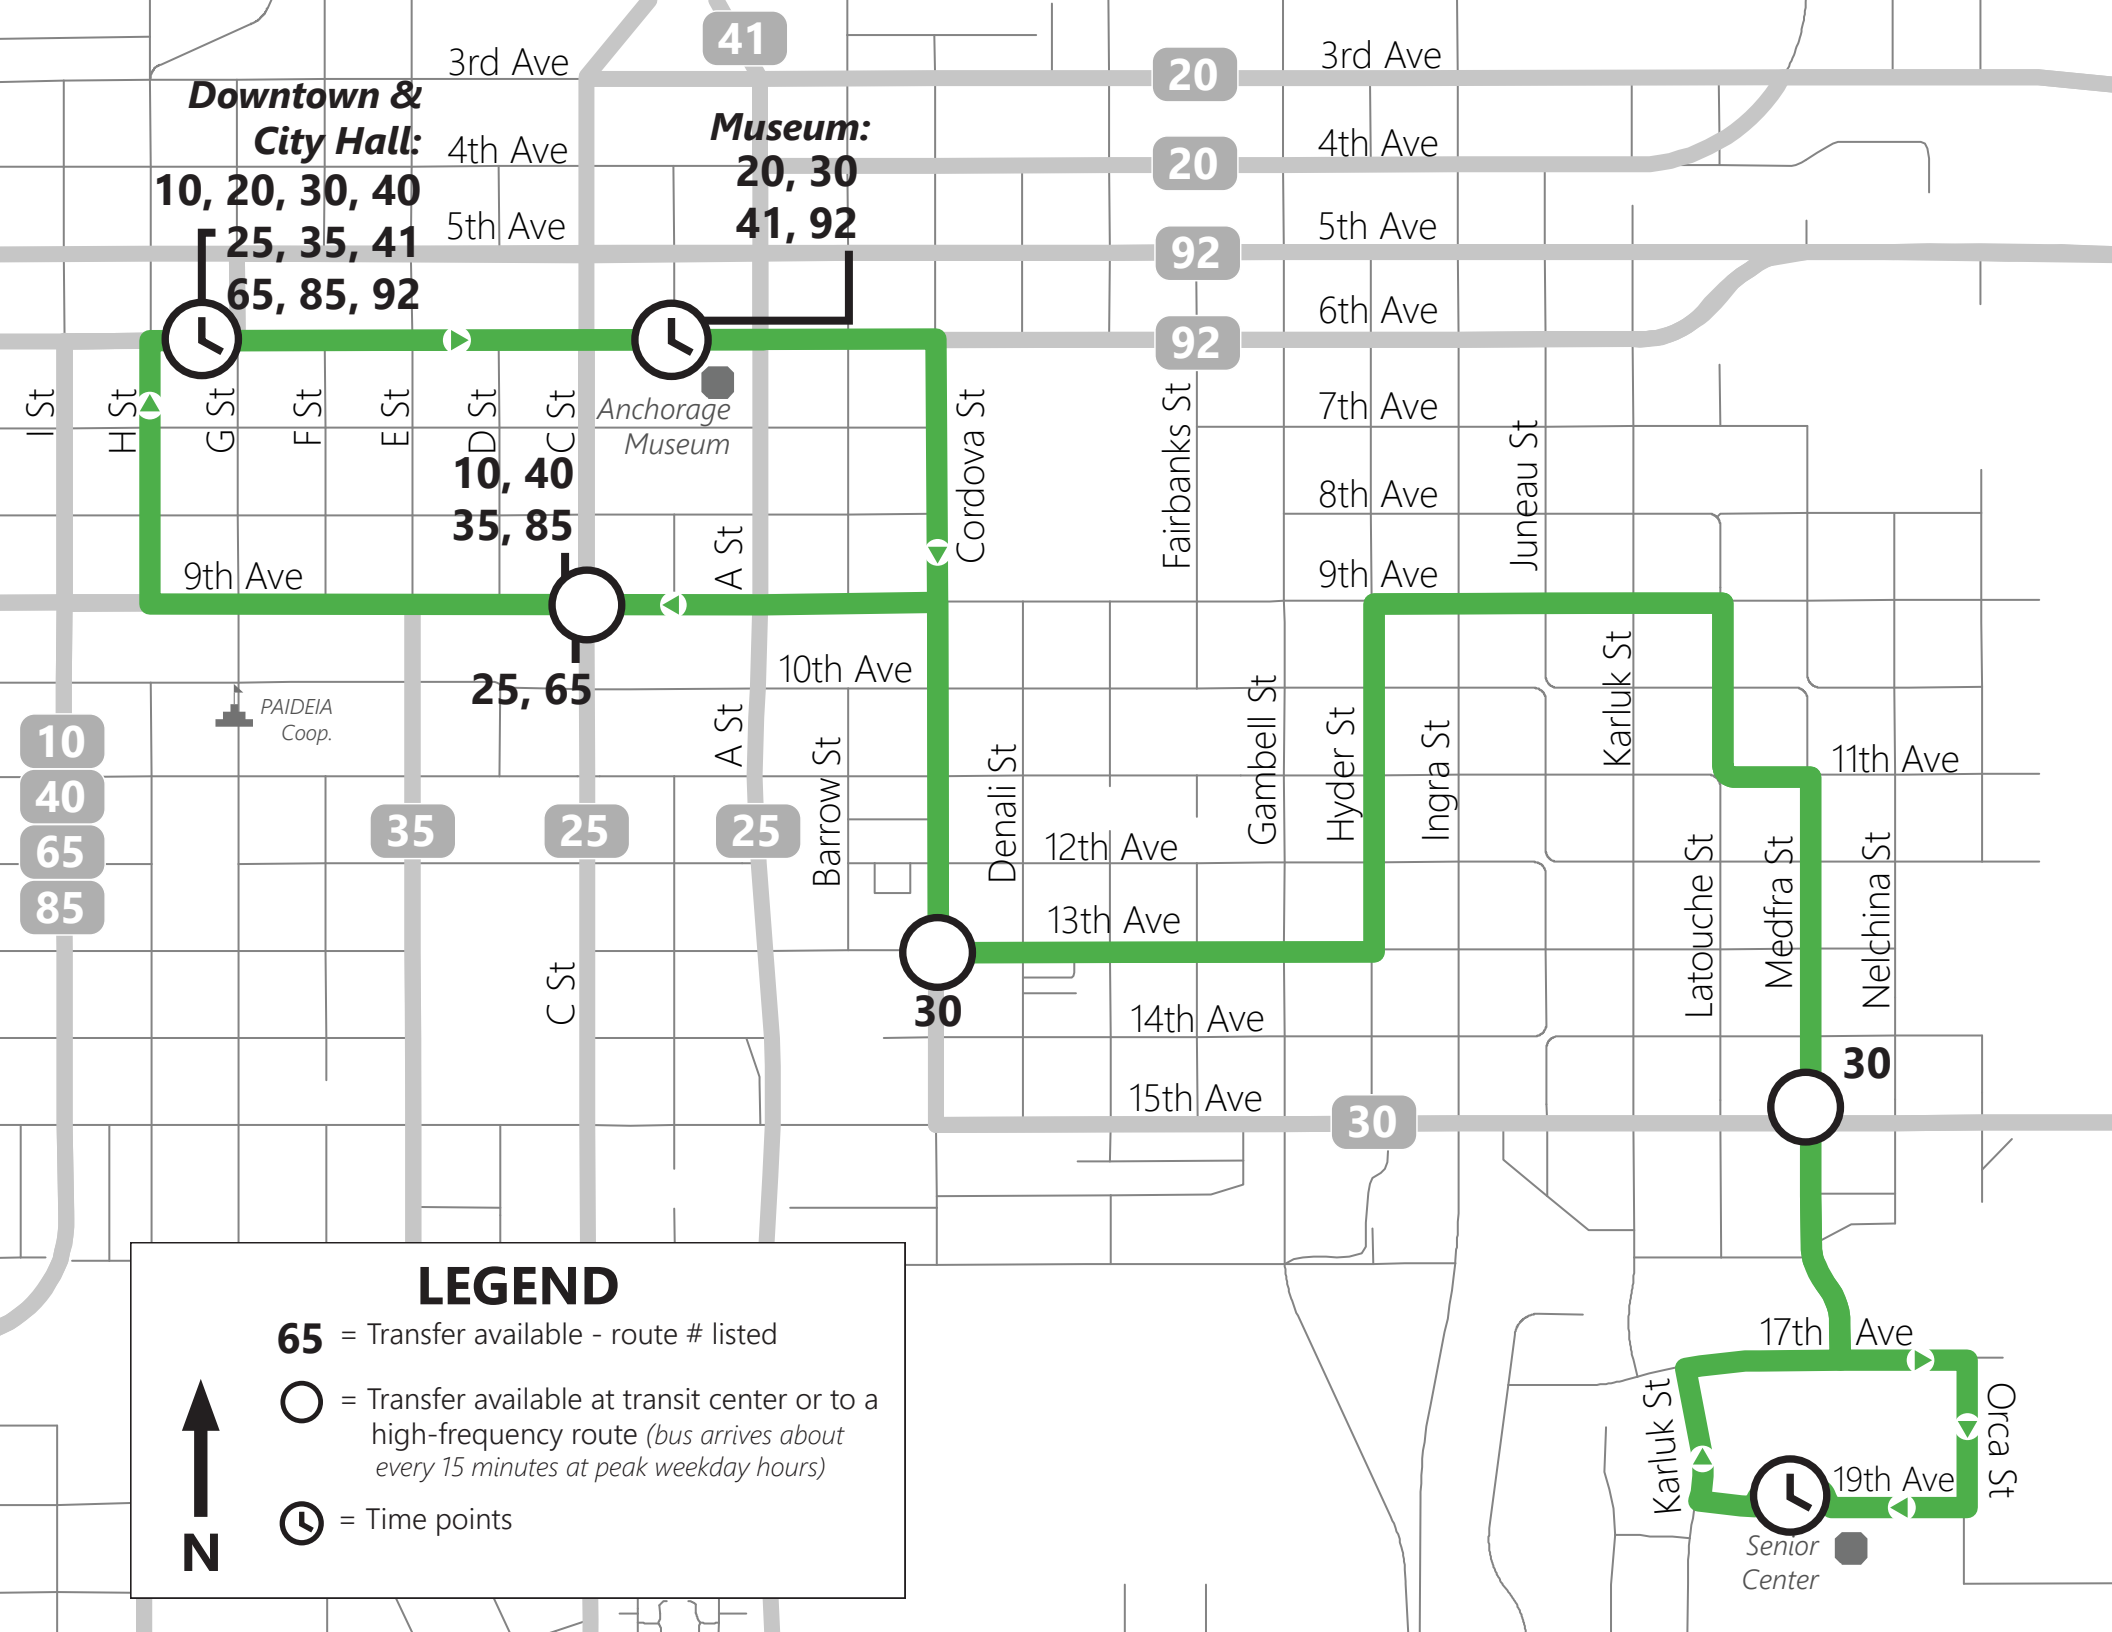 41
3rd Ave
20
3rd Ave
Downtown &
City Hall:
10, 20, 30, 40
25, 35, 41
65, 85, 92
4th Ave
Museum:
20, 30
41, 92
20
4th Ave
5th Ave
92
5th Ave
92
6th Ave
I St
H St
G St
F St
E St
D St
C St
Anchorage
Museum
Cordova St
Fairbanks St
7th Ave
Juneau St
10, 40
35, 85
8th Ave
A St
9th Ave
9th Ave
25, 65
10th Ave
PAIDEIA
Coop.
A St
Barrow St
Denali St
Gambell St
Hyder St
Ingra St
Karluk St
11th Ave
10
40
65
85
35
25
25
12th Ave
Latouche St
Medfra St
Nelchina St
13th Ave
C St
30
14th Ave
30
15th Ave
30
17th Ave
Karluk St
Orca St
19th Ave
Senior
Center
LEGEND
65 = Transfer available - route # listed
= Transfer available at transit center or to a
high-frequency route (bus arrives about
every 15 minutes at peak weekday hours)
= Time points
N